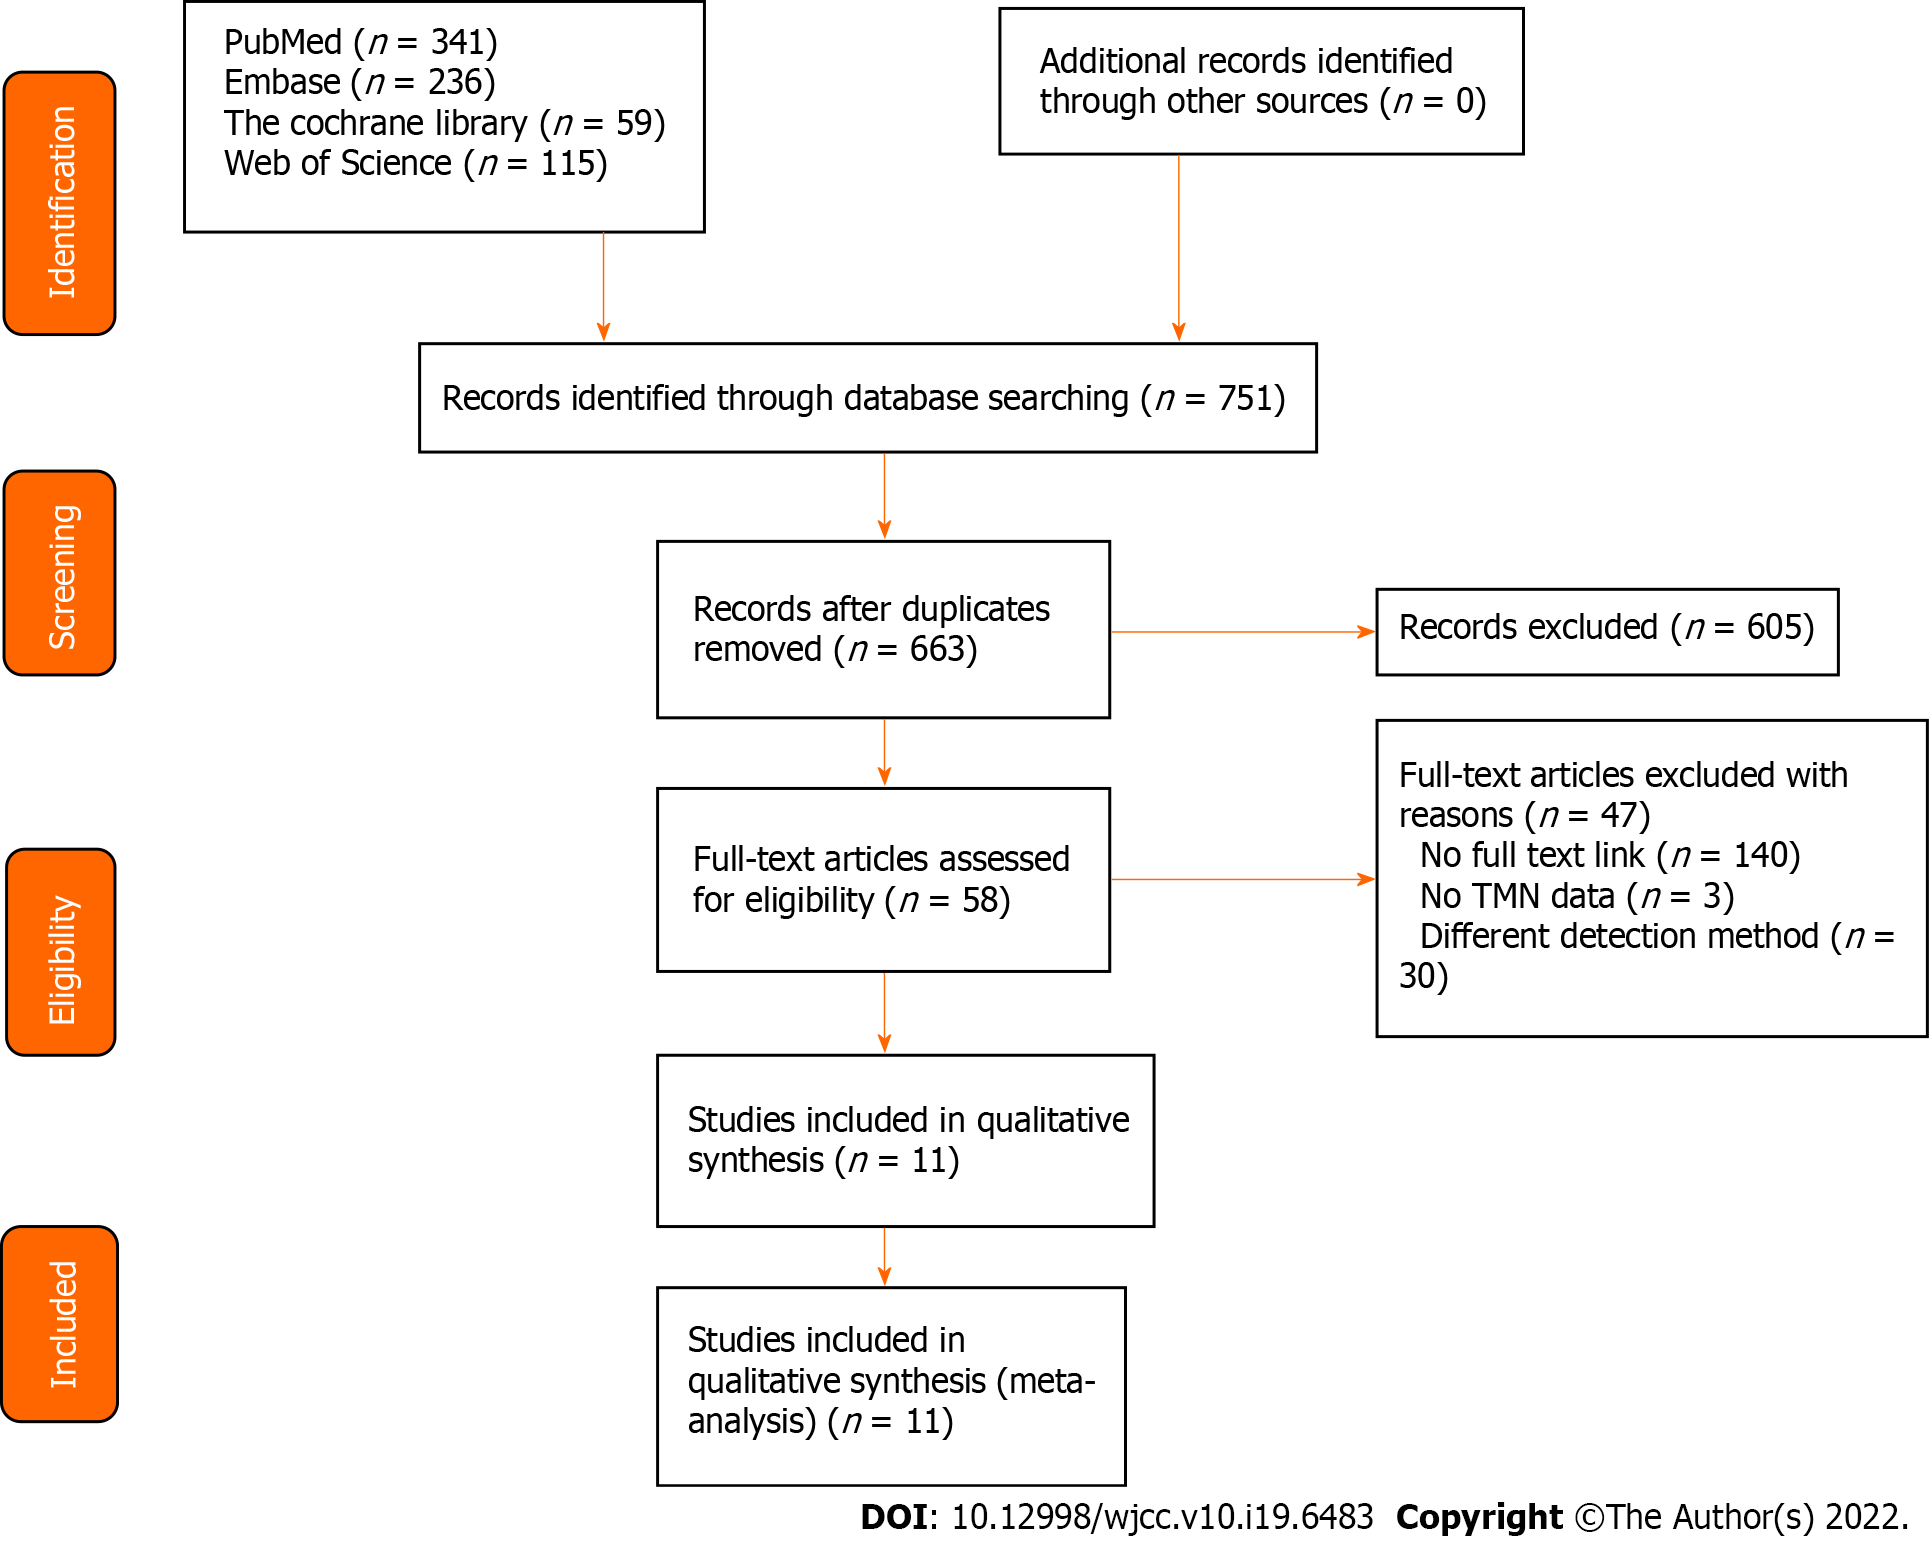 Identification
PubMed (n = 341)
Embase (n = 236)
The cochrane library (n = 59)
Web of Science (n = 115)
Additional records identified
through other sources (n = 0)
Records identified through database searching (n = 751)
Screening
Records after duplicates
removed (n = 663)
Records excluded (n = 605)
Eligibility
Full-text articles assessed
for eligibility (n = 58)
Full-text articles excluded with
reasons (n = 47)
No full text link (n = 140)
No TMN data (n = 3)
Different detection method (n =
30)
Studies included in qualitative
synthesis (n = 11)
Included
Studies included in
qualitative synthesis (meta-
analysis) (n = 11)
DOI: 10.12998/wjcc.v10.i19.6483 Copyright ©The Author(s) 2022.